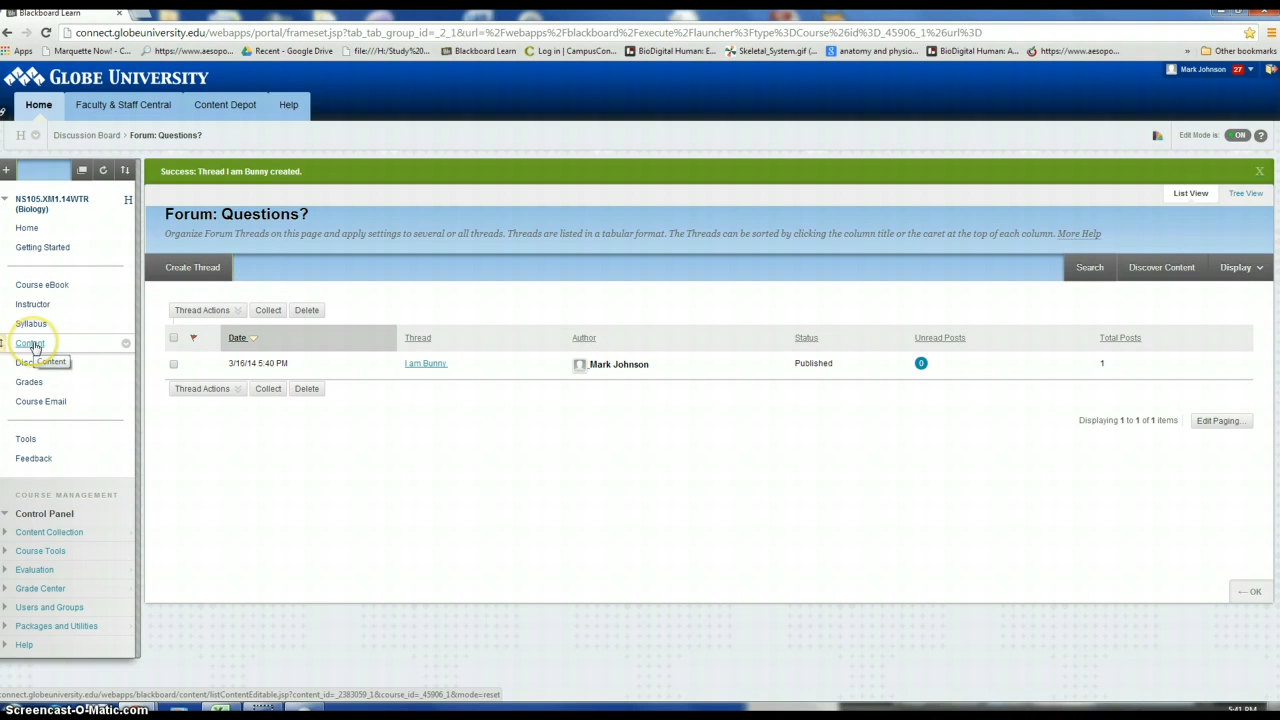 Blackboard Learn
connect.globeuniversity.edu/webapps/portal/frameset.jsp?tab_tab_group_id=_2_1&url=%2Fwebapps%2Fblackboard%2Fexecute%2Flauncher%3Ftype%3DCourse%26id%3D_45906_1%26url%3D
Apps Marquette Now! - C... https://www.aesopo... Recent - Google Drive file:///H:/Study%20... Blackboard Learn Log in | CampusCon... BioDigital Human: E... Skeletal_System.gif (... anatomy and physio... BioDigital Human: A... https://www.aesopo... » Other bookmarks
GLOBE UNIVERSITY
Mark Johnson 27
Home Faculty & Staff Central Content Depot Help
Discussion Board > Forum: Questions?
Edit Mode is: ON ?
Success: Thread I am Bunny created. X
List View Tree View
NS105.XM1.14WTR
(Biology)
Home
Getting Started
Course eBook
Instructor
Syllabus
Content
Content
Grades
Course Email
Tools
Feedback
COURSE MANAGEMENT
Control Panel
Content Collection
Course Tools
Evaluation
Grade Center
Users and Groups
Packages and Utilities
Help
Forum: Questions?
Organize Forum Threads on this page and apply settings to several or all threads. Threads are listed in a tabular format. The Threads can be sorted by clicking the column title or the caret at the top of each column. More Help
Create Thread Search Discover Content Display
Thread Actions Collect Delete
Date Thread Author Status Unread Posts Total Posts
3/16/14 5:40 PM I am Bunny Mark Johnson Published 0 1
Thread Actions Collect Delete
Displaying 1 to 1 of 1 items Edit Paging...
OK
connect.globeuniversity.edu/webapps/blackboard/content/listContentEditable.jsp?content_id=_2383059_1&course_id=_45906_1&mode=reset
Screencast-O-Matic.com
5:41 PM